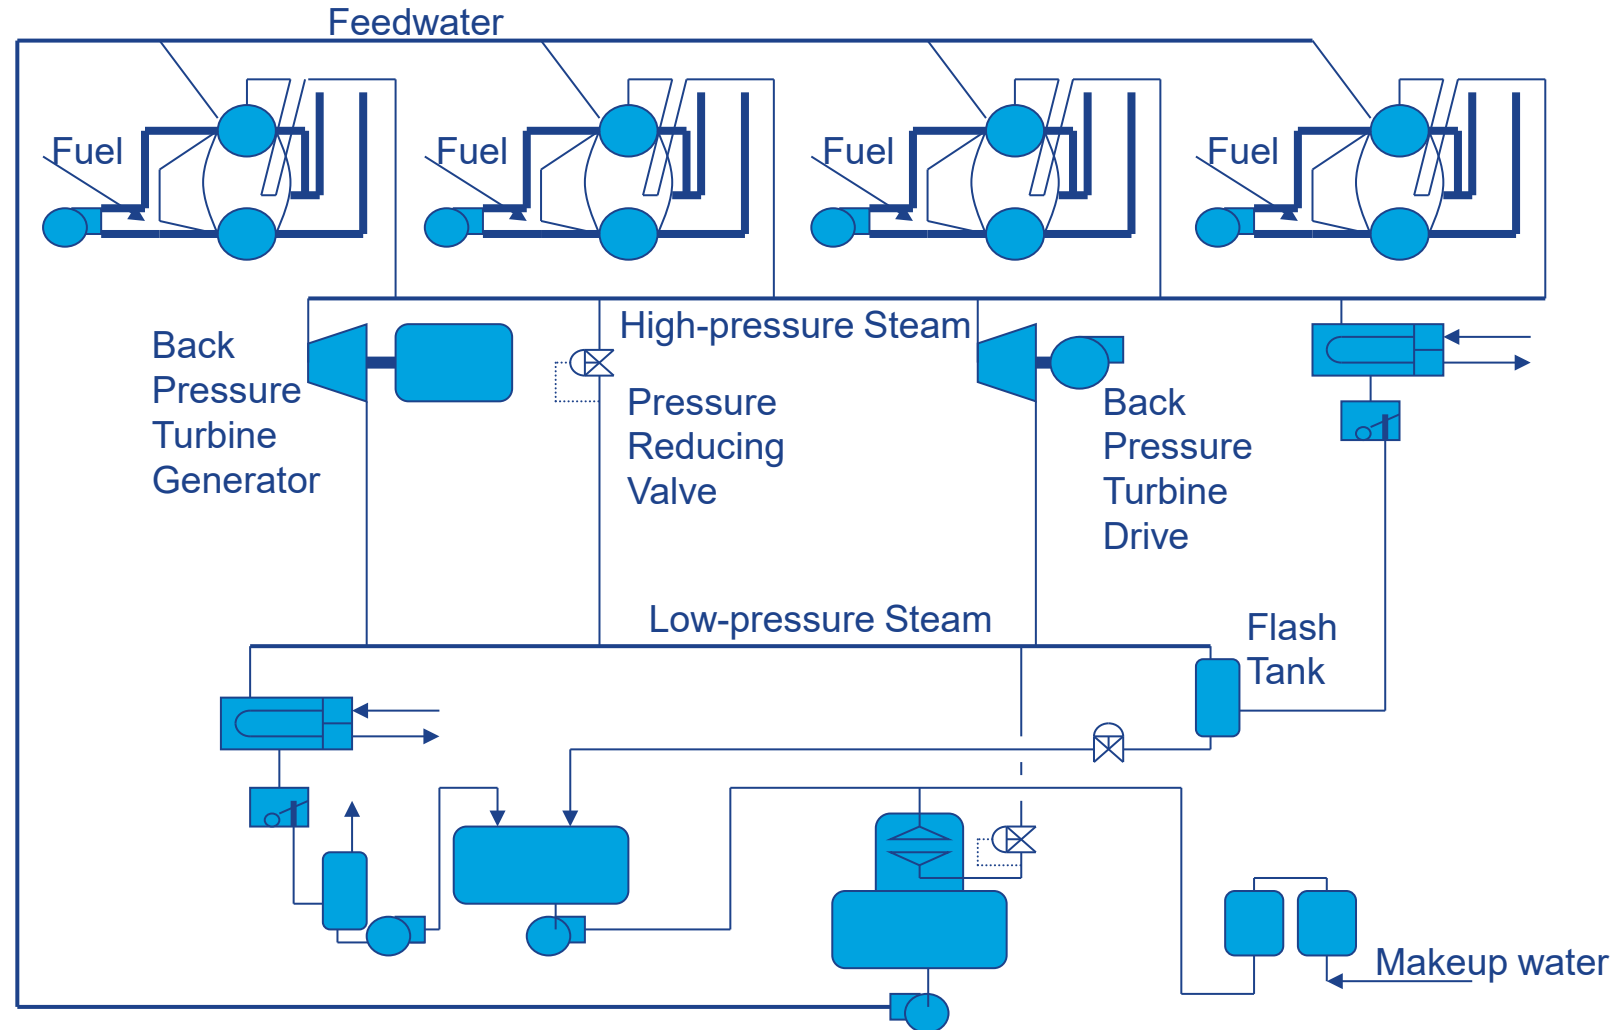 Feedwater
Fuel
Fuel
Fuel
Fuel
High-pressure Steam
Back
Pressure
Turbine
Generator
Pressure
Reducing
Valve
Back
Pressure
Turbine
Drive
Low-pressure Steam
Flash
Tank
Makeup water